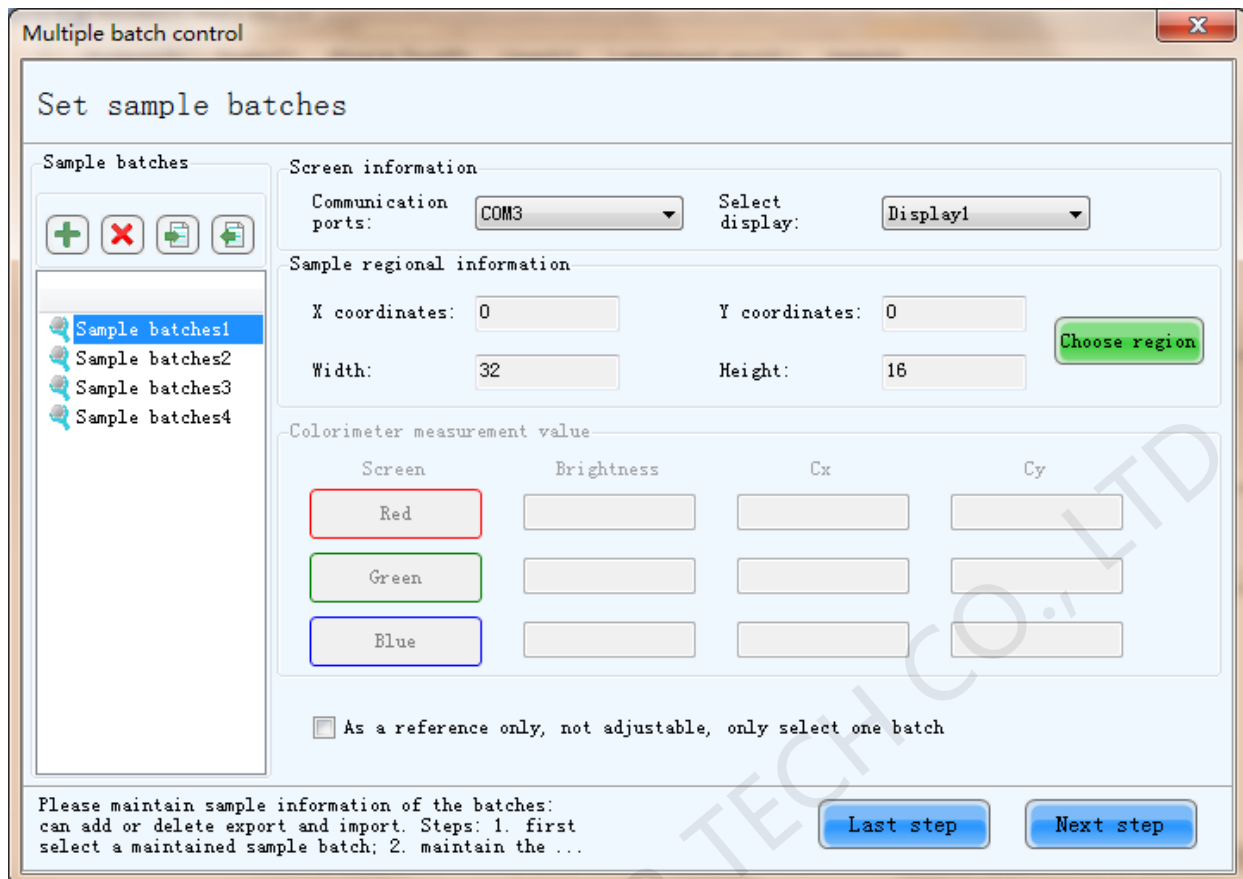 Multiple batch control
Set sample batches
Sample batches
Sample batches1
Sample batches2
Sample batches3
Sample batches4
Screen information
Communication
ports:
COM3
Select
display:
Display1
Sample regional information
X coordinates: 0
Y coordinates: 0
Width: 32
Height: 16
Choose region
Colorimeter measurement value
Screen Brightness Cx Cy
Red
Green
Blue
As a reference only, not adjustable, only select one batch
Please maintain sample information of the batches:
can add or delete export and import. Steps: 1. first
select a maintained sample batch; 2. maintain the ...
Last step
Next step
TECH CO., LTD